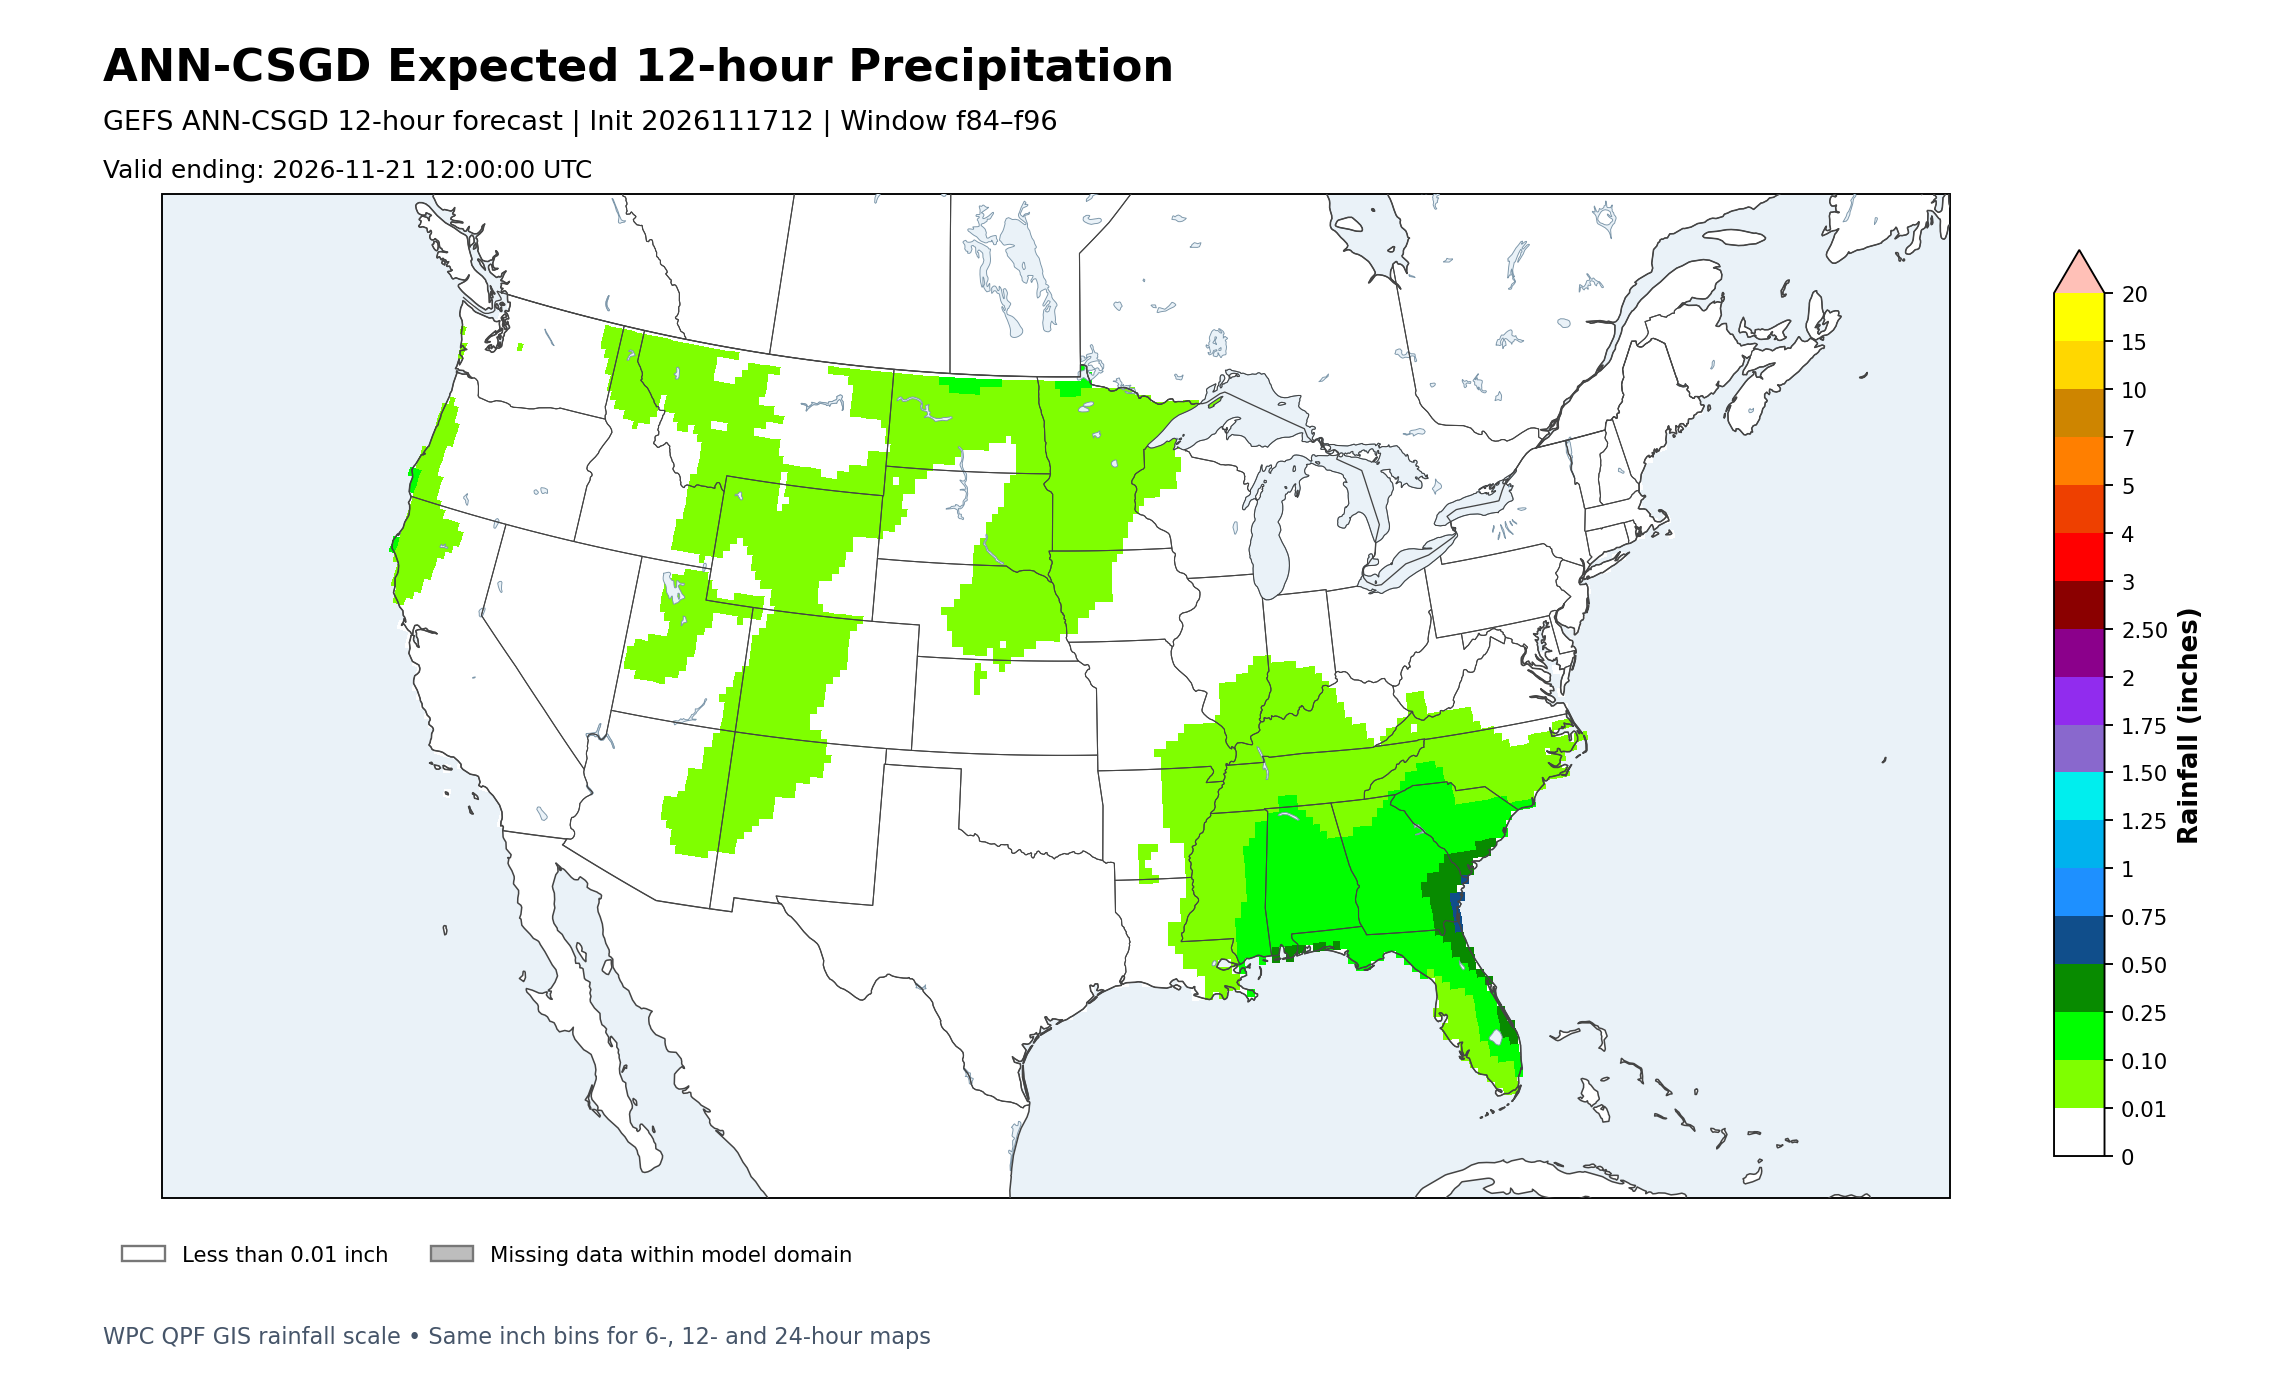 ANN-CSGD Expected 12-hour Precipitation
GEFS ANN-CSGD 12-hour forecast | Init 2026111712 | Window f84–f96
Valid ending: 2026-11-21 12:00:00 UTC
20
15
10
7
5
4
3
2.50
2
1.75
1.50
1.25
1
0.75
0.50
0.25
0.10
0.01
0
Rainfall (inches)
Less than 0.01 inch
Missing data within model domain
WPC QPF GIS rainfall scale • Same inch bins for 6-, 12- and 24-hour maps